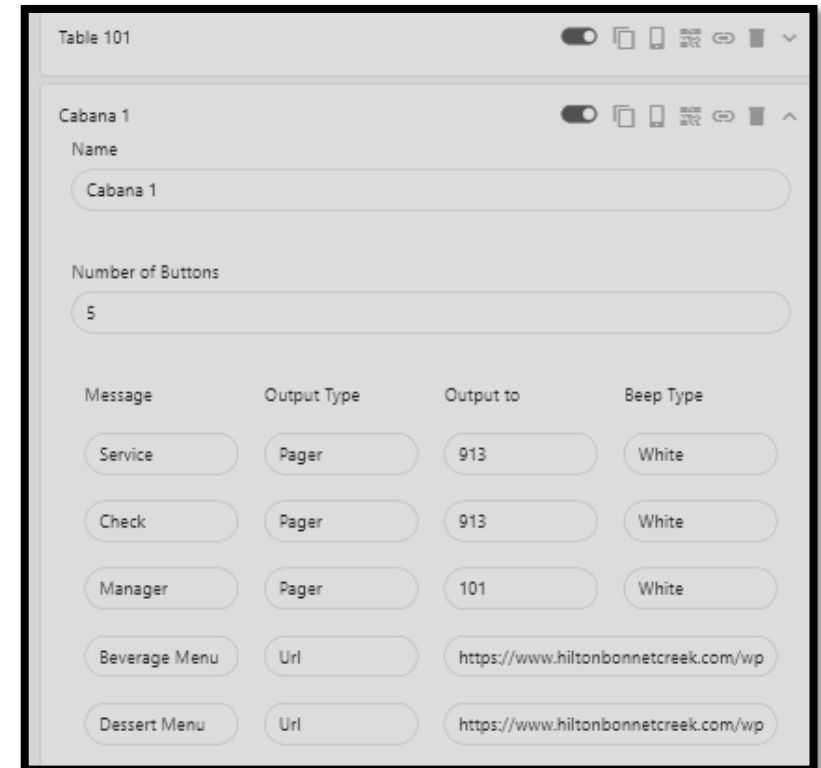 Table 101
Cabana 1
Name
Cabana 1
Number of Buttons
5
Message Output Type Output to Beep Type
Service Pager 913 White
Check Pager 913 White
Manager Pager 101 White
Beverage Menu Url https://www.hiltonbonnetcreek.com/wp
Dessert Menu Url https://www.hiltonbonnetcreek.com/wp